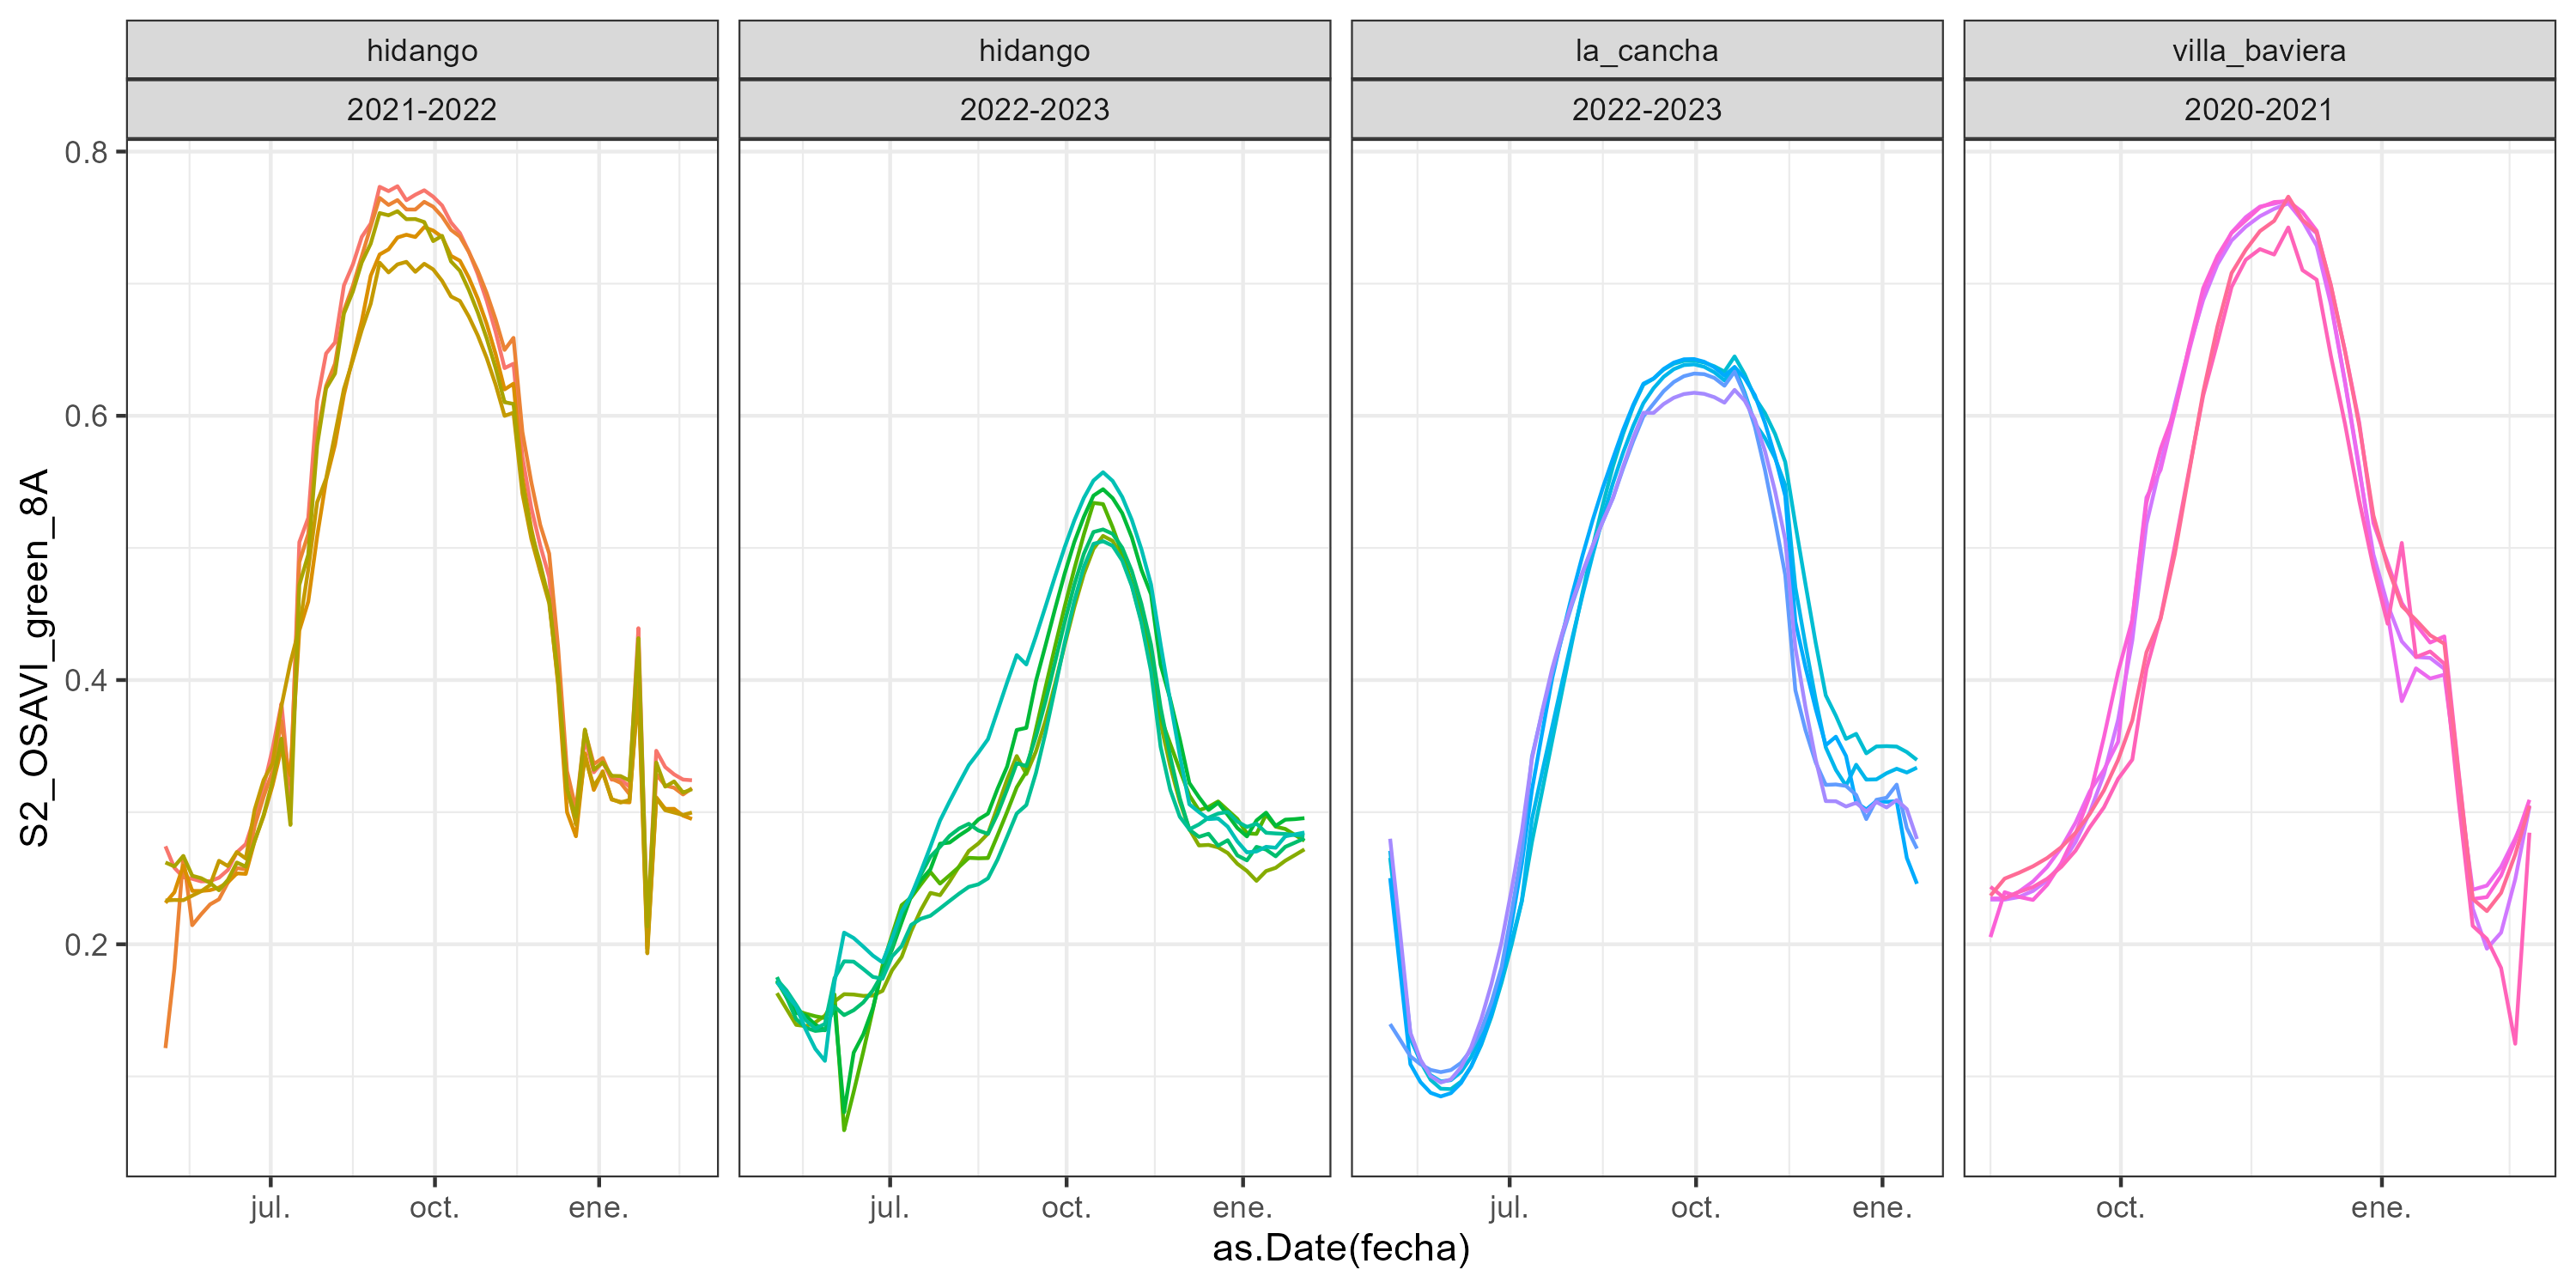 hidango hidango la_cancha villa_baviera
2021-2022 2022-2023 2022-2023 2020-2021
0.8
0.6
0.4
0.2
S2_OSAVI_green_8A
jul. oct. ene. jul. oct. ene. jul. oct. ene. oct. ene.
as.Date(fecha)